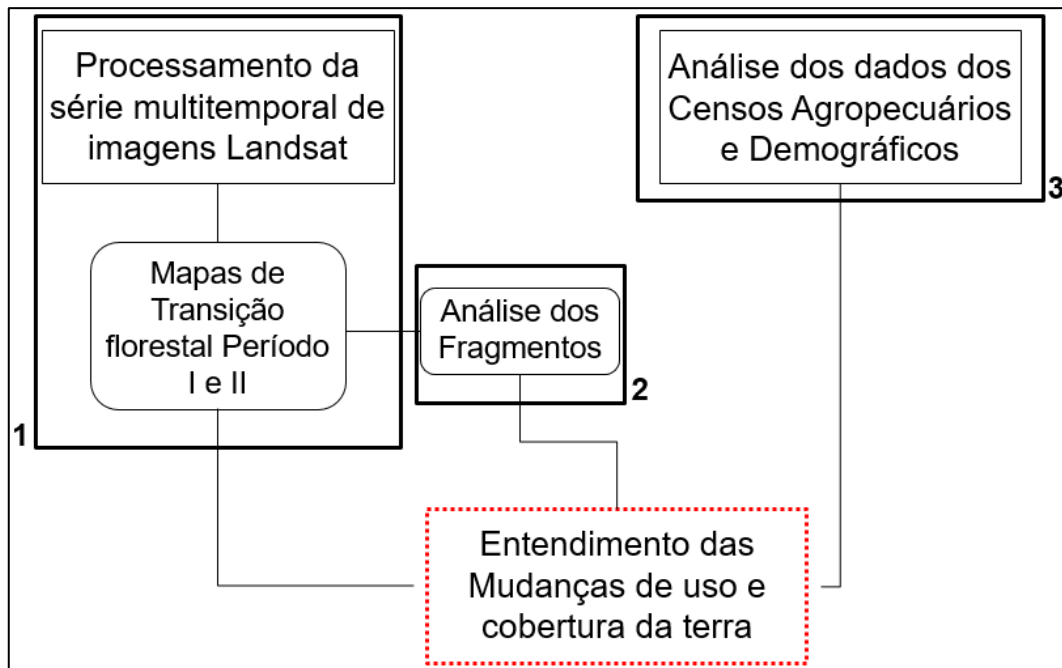 Processamento da
série multitemporal de
imagens Landsat
Mapas de
Transição
florestal Período
I e II
1
Análise dos
Fragmentos
2
Análise dos dados dos
Censos Agropecuários
e Demográficos
3
Entendimento das
Mudanças de uso e
cobertura da terra